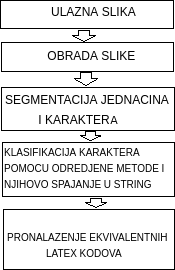 ULAZNA SLIKA
OBRADA SLIKE
SEGMENTACIJA JEDNACINA
I KARAKTERA
KLASIFIKACIJA KARAKTERA
POMOCU ODREDJENE METODE I
NJIHOVO SPAJANJE U STRING
PRONALAZENJE EKVIVALENTNIH
LATEX KODOVA